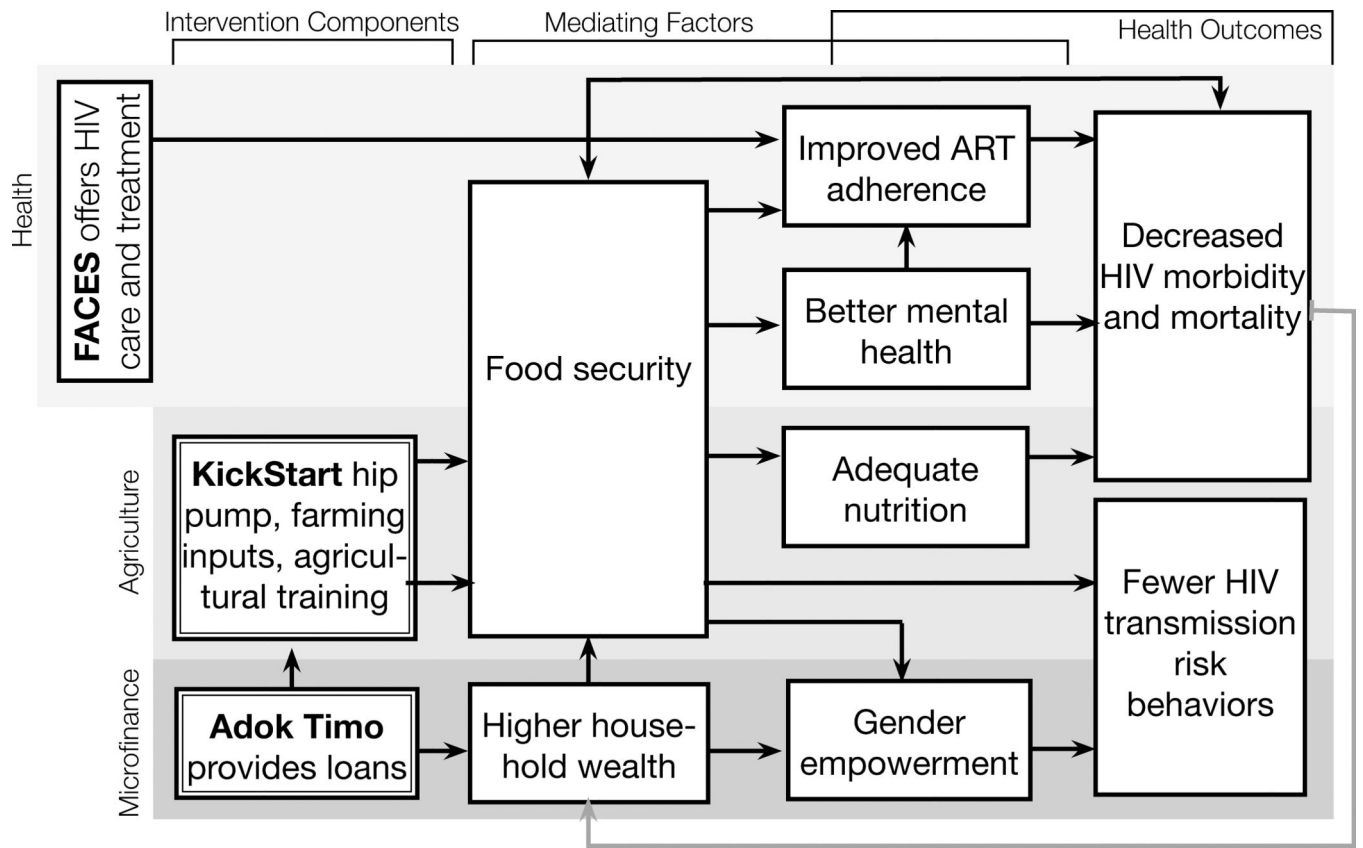 Intervention Components
Mediating Factors
Health Outcomes
Health
FACES offers HIV
care and treatment
Improved ART
adherence
Decreased
HIV morbidity
and mortality
Better mental
health
Food security
Agriculture
KickStart hip
pump, farming
inputs, agricul-
tural training
Adequate
nutrition
Fewer HIV
transmission
risk
behaviors
Microfinance
Adok Timo
provides loans
Higher house-
hold wealth
Gender
empowerment